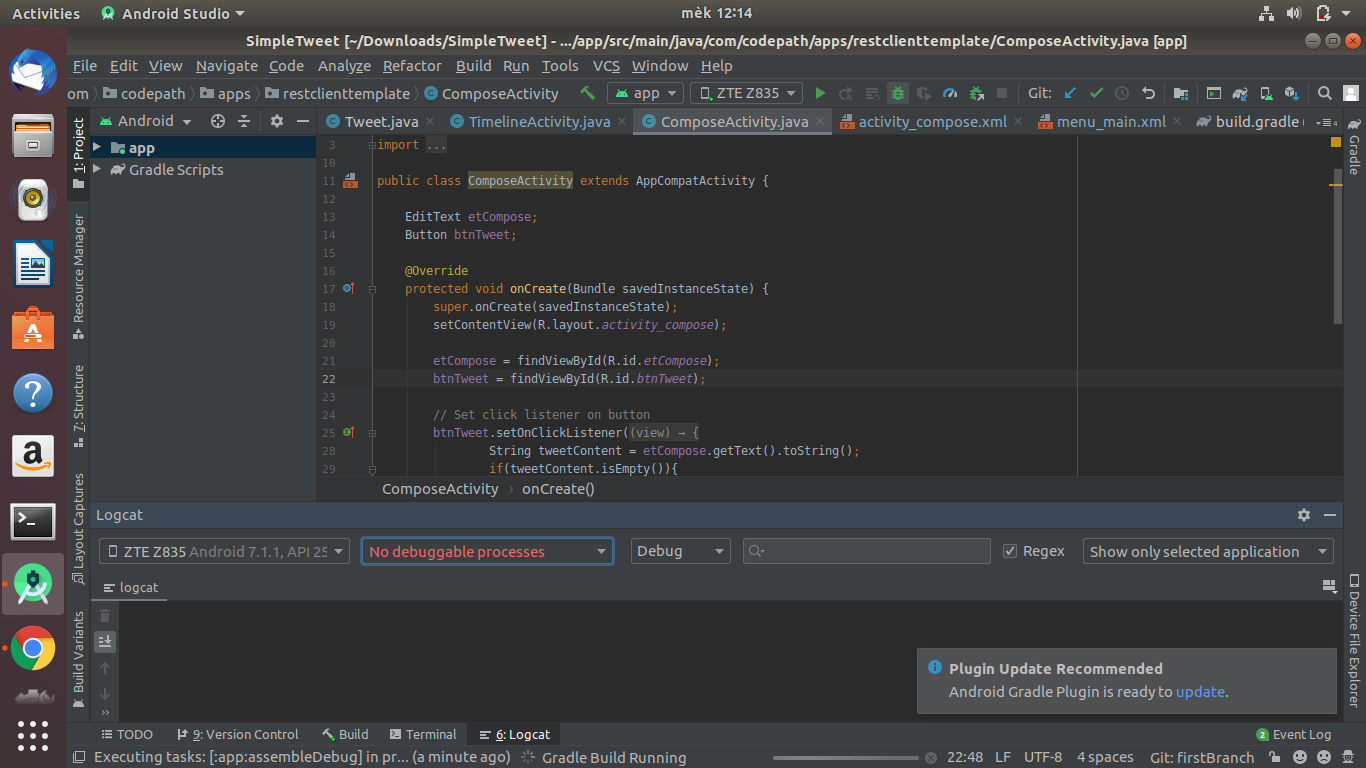 Activities Android Studio mèk 12:14
SimpleTweet [~/Downloads/SimpleTweet] - .../app/src/main/java/com/codepath/apps/restclienttemplate/ComposeActivity.java [app]
File Edit View Navigate Code Analyze Refactor Build Run Tools VCS Window Help
om codepath apps restclienttemplate ComposeActivity app ZTE Z835 Git:
Android Tweet.java TimelineActivity.java ComposeActivity.java activity_compose.xml menu_main.xml build.gradle ( 4
1: Project
Resource Manager
7: Structure
Layout Captures
Build Variants
app
Gradle Scripts
3 import ...
10
11 public class ComposeActivity extends AppCompatActivity {
12
13 EditText etCompose;
14 Button btnTweet;
15
16 @Override
17 protected void onCreate(Bundle savedInstanceState) {
18 super.onCreate(savedInstanceState);
19 setContentView(R.layout.activity_compose);
20
21 etCompose = findViewById(R.id.etCompose);
22 btnTweet = findViewById(R.id.btnTweet);
23
24 // Set click listener on button
25 btnTweet.setOnClickListener((view) → {
28 String tweetContent = etCompose.getText().toString();
29 if(tweetContent.isEmpty()){
ComposeActivity › onCreate()
Gradle
Device File Explorer
Logcat
ZTE Z835 Android 7.1.1, API 25 No debuggable processes Debug Regex Show only selected application
logcat
Plugin Update Recommended
Android Gradle Plugin is ready to update.
TODO 9: Version Control Build Terminal 6: Logcat 2 Event Log
Executing tasks: [:app:assembleDebug] in pr... (a minute ago) Gradle Build Running 22:48 LF UTF-8 4 spaces Git: firstBranch